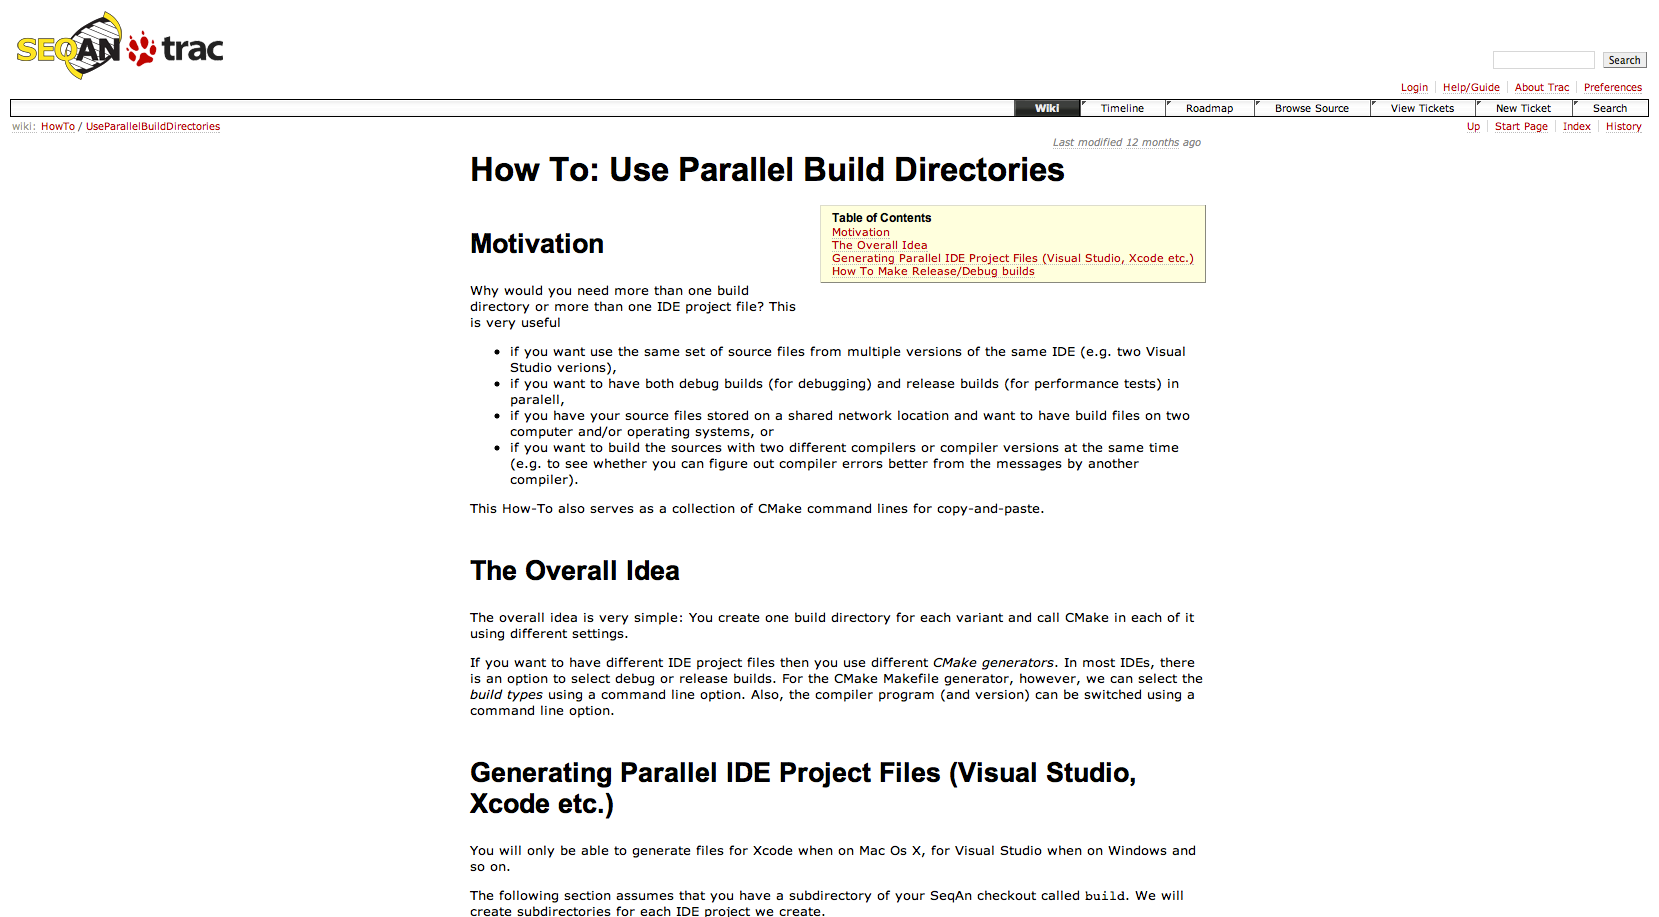 SEQAN trac
Search
Login Help/Guide About Trac Preferences
Wiki Timeline Roadmap Browse Source View Tickets New Ticket Search
wiki: HowTo / UseParallelBuildDirectories
Up Start Page Index History
Last modified 12 months ago
How To: Use Parallel Build Directories
Table of Contents
Motivation
The Overall Idea
Generating Parallel IDE Project Files (Visual Studio, Xcode etc.)
How To Make Release/Debug builds
Motivation
Why would you need more than one build
directory or more than one IDE project file? This
is very useful
• if you want use the same set of source files from multiple versions of the same IDE (e.g. two Visual
Studio verions),
• if you want to have both debug builds (for debugging) and release builds (for performance tests) in
paralell,
• if you have your source files stored on a shared network location and want to have build files on two
computer and/or operating systems, or
• if you want to build the sources with two different compilers or compiler versions at the same time
(e.g. to see whether you can figure out compiler errors better from the messages by another
compiler).
This How-To also serves as a collection of CMake command lines for copy-and-paste.
The Overall Idea
The overall idea is very simple: You create one build directory for each variant and call CMake in each of it
using different settings.
If you want to have different IDE project files then you use different CMake generators. In most IDEs, there
is an option to select debug or release builds. For the CMake Makefile generator, however, we can select the
build types using a command line option. Also, the compiler program (and version) can be switched using a
command line option.
Generating Parallel IDE Project Files (Visual Studio,
Xcode etc.)
You will only be able to generate files for Xcode when on Mac Os X, for Visual Studio when on Windows and
so on.
The following section assumes that you have a subdirectory of your SeqAn checkout called build. We will
create subdirectories for each IDE project we create.